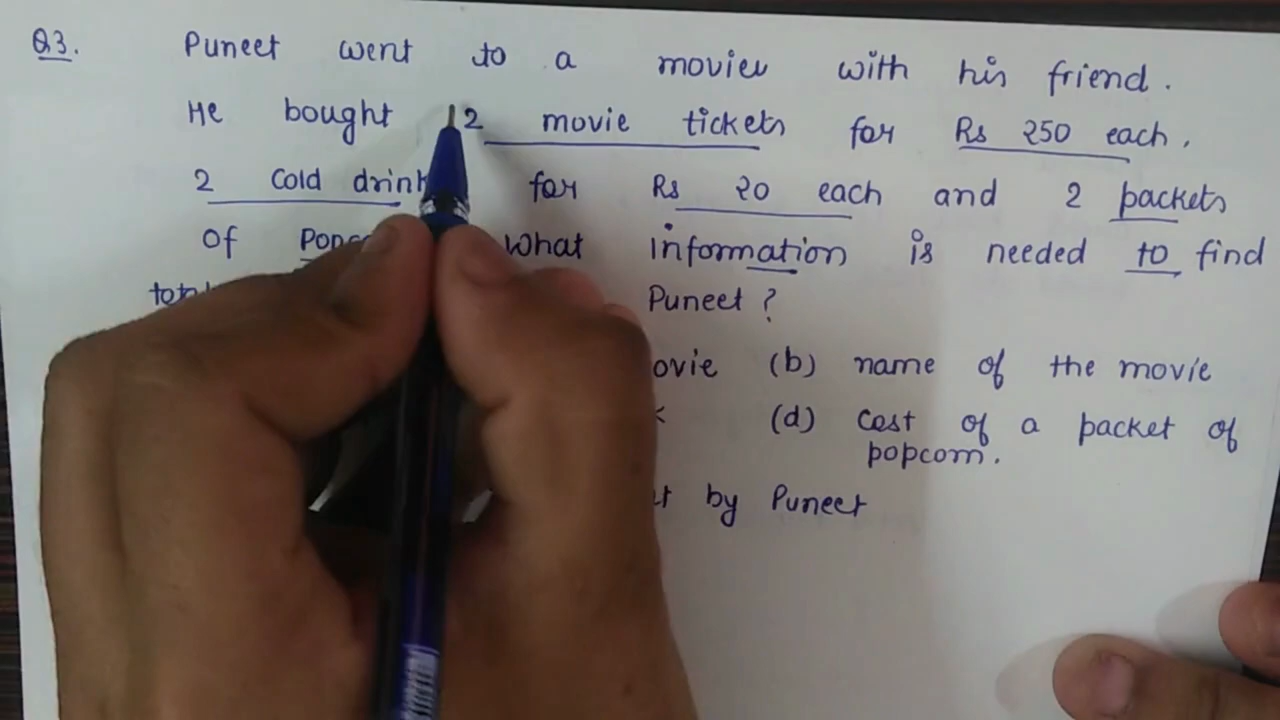 Q3. Puneet went to a movie with his friend.
He bought 2 movie tickets for Rs 250 each.
2 cold drink for Rs 20 each and 2 packets
of What information is needed to find
Puneet?
(b) name of the movie
(d) cost of a packet of
popcorn.
by Puneet